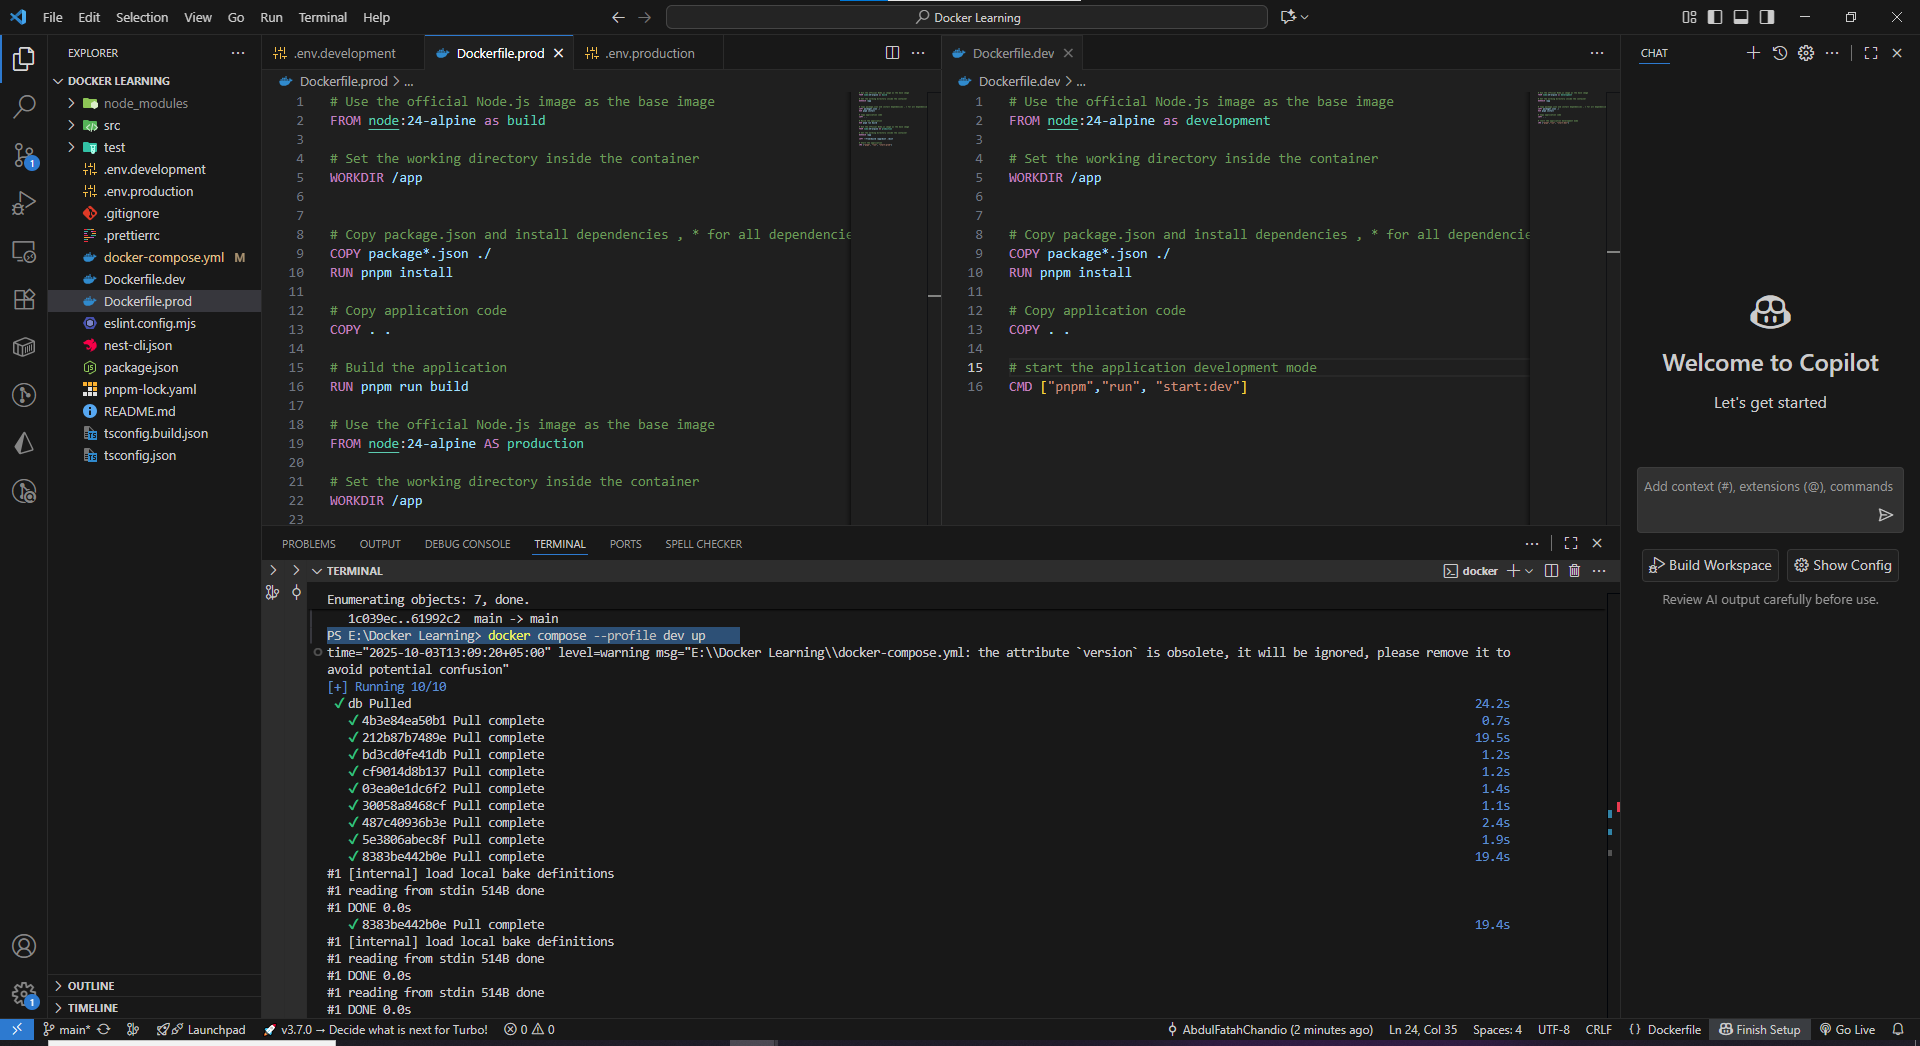 File Edit Selection View Go Run Terminal Help
Docker Learning
EXPLORER
DOCKER LEARNING
node_modules
src
test
.env.development
.env.production
.gitignore
.prettierrc
docker-compose.yml M
Dockerfile.dev
Dockerfile.prod
eslint.config.mjs
nest-cli.json
package.json
pnpm-lock.yaml
README.md
tsconfig.build.json
tsconfig.json
OUTLINE
TIMELINE
.env.development Dockerfile.prod .env.production
Dockerfile.prod > ...
1 # Use the official Node.js image as the base image
2 FROM node:24-alpine as build
3
4 # Set the working directory inside the container
5 WORKDIR /app
6
7
8 # Copy package.json and install dependencies , * for all dependencie
9 COPY package*.json ./
10 RUN pnpm install
11
12 # Copy application code
13 COPY . .
14
15 # Build the application
16 RUN pnpm run build
17
18 # Use the official Node.js image as the base image
19 FROM node:24-alpine AS production
20
21 # Set the working directory inside the container
22 WORKDIR /app
23
Dockerfile.dev
Dockerfile.dev > ...
1 # Use the official Node.js image as the base image
2 FROM node:24-alpine as development
3
4 # Set the working directory inside the container
5 WORKDIR /app
6
7
8 # Copy package.json and install dependencies , * for all dependencie
9 COPY package*.json ./
10 RUN pnpm install
11
12 # Copy application code
13 COPY . .
14
15 # start the application development mode
16 CMD ["pnpm","run", "start:dev"]
PROBLEMS OUTPUT DEBUG CONSOLE TERMINAL PORTS SPELL CHECKER
TERMINAL
docker
Enumerating objects: 7, done.
1c039ec..61992c2 main -> main
PS E:\Docker Learning> docker compose --profile dev up
time="2025-10-03T13:09:20+05:00" level=warning msg="E:\\Docker Learning\\docker-compose.yml: the attribute `version` is obsolete, it will be ignored, please remove it to
avoid potential confusion"
[+] Running 10/10
✔ db Pulled 24.2s
✔ 4b3e84ea50b1 Pull complete 0.7s
✔ 212b87b7489e Pull complete 19.5s
✔ bd3cd0fe41db Pull complete 1.2s
✔ cf9014d8b137 Pull complete 1.2s
✔ 03ea0e1dc6f2 Pull complete 1.4s
✔ 30058a8468cf Pull complete 1.1s
✔ 487c40936b3e Pull complete 2.4s
✔ 5e3806abec8f Pull complete 1.9s
✔ 8383be442b0e Pull complete 19.4s
#1 [internal] load local bake definitions
#1 reading from stdin 514B done
#1 DONE 0.0s
✔ 8383be442b0e Pull complete 19.4s
#1 [internal] load local bake definitions
#1 reading from stdin 514B done
#1 DONE 0.0s
#1 reading from stdin 514B done
#1 DONE 0.0s
CHAT
Welcome to Copilot
Let's get started
Add context (#), extensions (@), commands
Build Workspace Show Config
Review AI output carefully before use.
1
1
main* Launchpad v3.7.0 → Decide what is next for Turbo! 0 0 AbdulFatahChandio (2 minutes ago) Ln 24, Col 35 Spaces: 4 UTF-8 CRLF {} Dockerfile Finish Setup Go Live